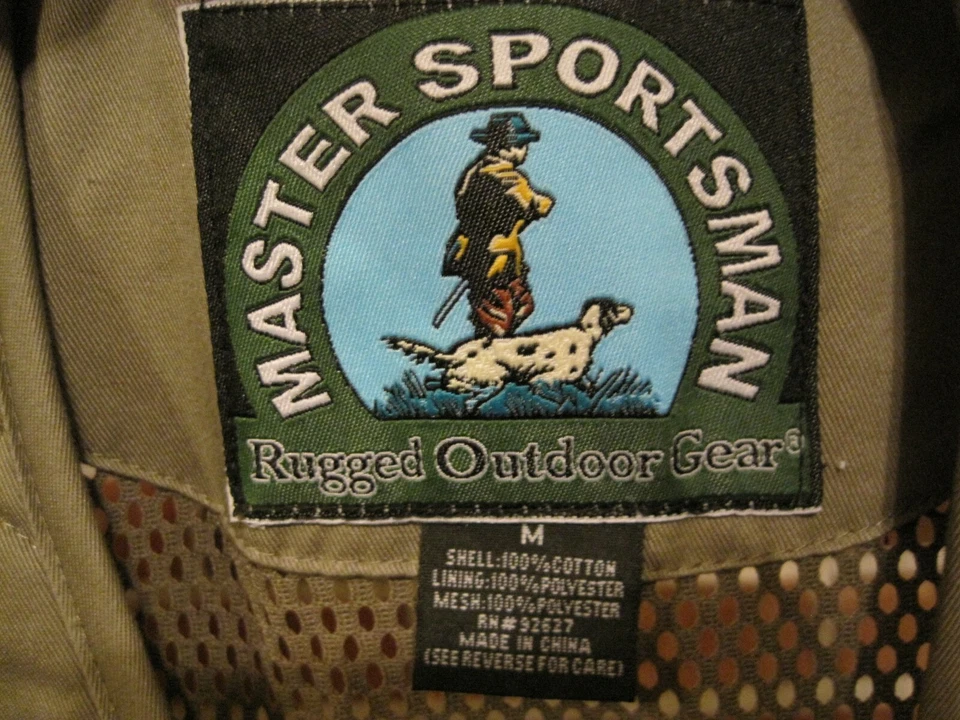 MASTER SPORTSMAN
Rugged Outdoor Gear®
M
SHELL:100%COTTON
LINING:100%POLYESTER
MESH:100%POLYESTER
RN#92627
MADE IN CHINA
(SEE REVERSE FOR CARE)